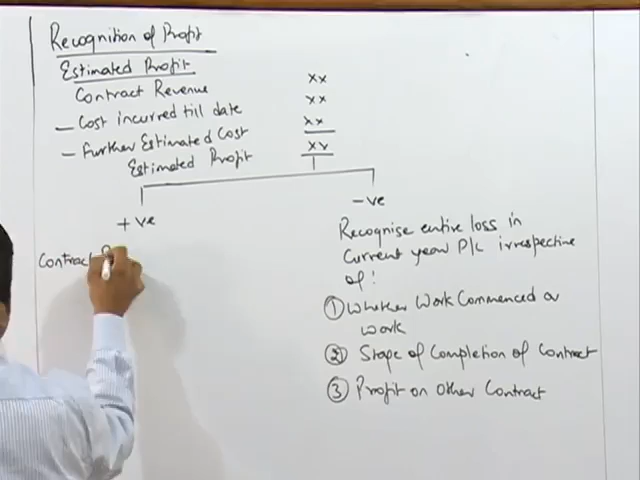 Recognition of Profit
Estimated Profit
Contract Revenue xx
- Cost incurred till date xx
- Further Estimated Cost xx
Estimated Profit xx
+ve
Contract
-ve
Recognise entire loss in
Current year P/L irrespective
of:
① Whether Work Commenced or
work
② Stage of Completion of Contract
③ Profit on Other Contract